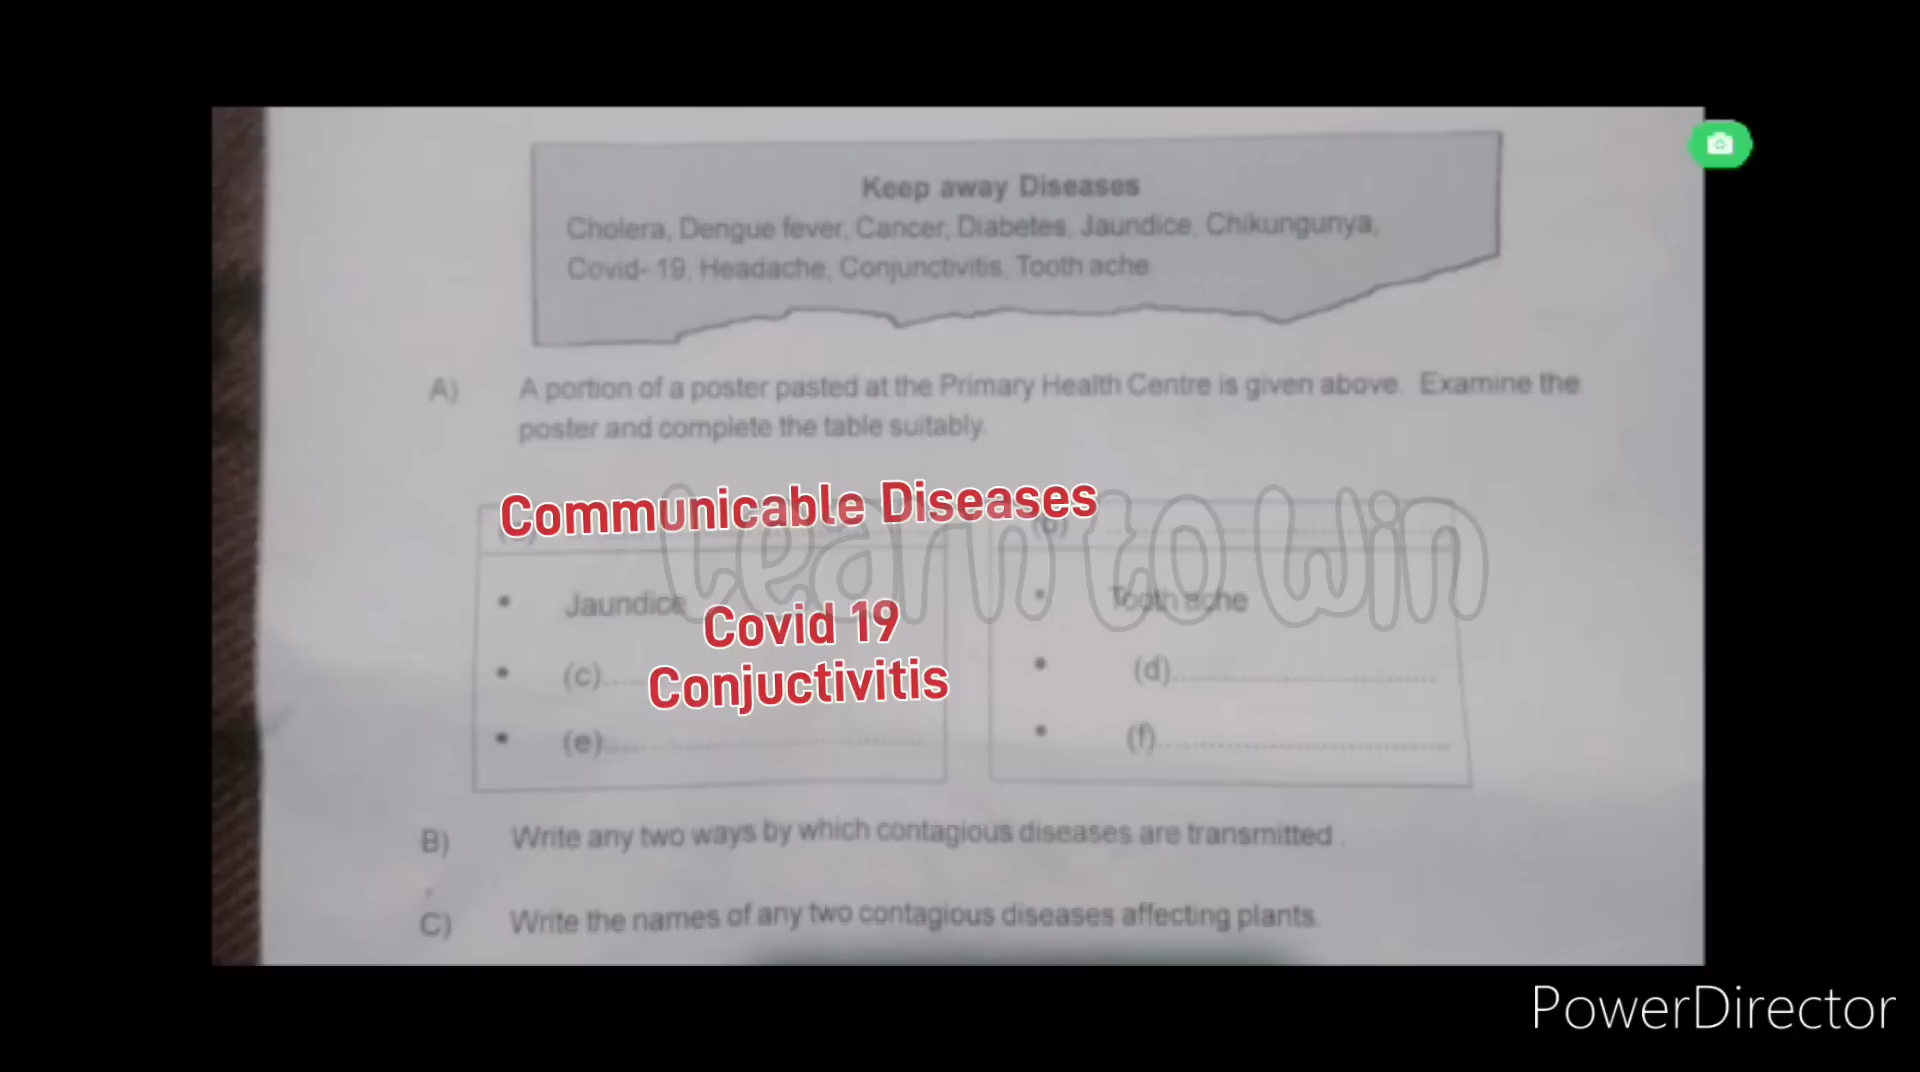 Keep away Diseases
Cholera, Dengue fever, Cancer, Diabetes, Jaundice, Chikungunya,
Covid- 19, Headache, Conjunctivitis, Tooth ache
A) A portion of a poster pasted at the Primary Health Centre is given above. Examine the
poster and complete the table suitably.
Communicable Diseases
(b)
learn to win
• Jaundice
Covid 19
• (c)
Conjuctivitis
• (e)
• Tooth ache
• (d)
• (f)
B) Write any two ways by which contagious diseases are transmitted .
C) Write the names of any two contagious diseases affecting plants.
PowerDirector